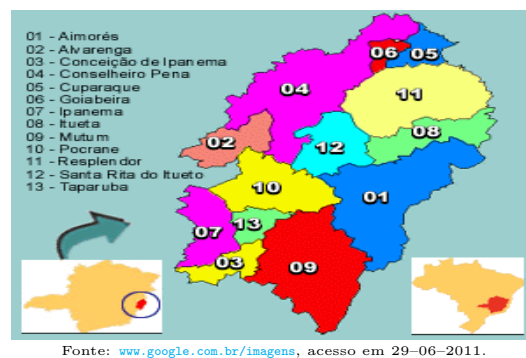 01 - Aimorés
02 - Alvarenga
03 - Conceição de Ipanema
04 - Conselheiro Pena
05 - Cuparaque
06 - Goiabeira
07 - Ipanema
08 - Itueta
09 - Mutum
10 - Pocrane
11 - Resplendor
12 - Santa Rita do Itueto
13 - Taparuba
06
05
04
11
08
02
12
10
01
13
07
03
09
Fonte: www.google.com.br/imagens, acesso em 29–06–2011.